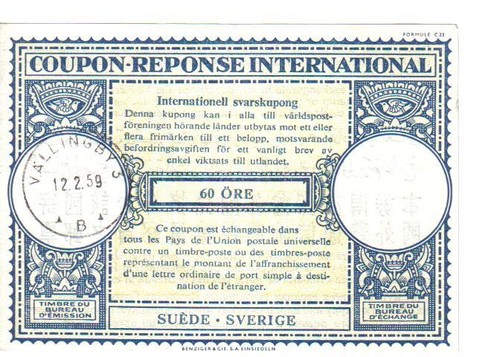 FORMULE C22
COUPON-REPONSE INTERNATIONAL
Internationell svarskupong
Denna kupong kan i alla till världspost-
föreningen hörande länder utbytas mot ett eller
flera frimärken till ett belopp, motsvarande
befordringsavgiften för ett vanligt brev av
enkel viktsats till utlandet.
VÄLLINGBY 3
12.2.59
B
60 ÖRE
Ce coupon est échangeable dans
tous les Pays de l'Union postale universelle
contre un timbre-poste ou des timbres-poste
représentant le montant de l'affranchissement
d'une lettre ordinaire de port simple à desti-
nation de l'étranger.
TIMBRE DU
BUREAU
D'ÉMISSION
TIMBRE DU
BUREAU
D'ÉCHANGE
SUÈDE · SVERIGE
BENZIGER & CIE. S.A. EINSIEDELN